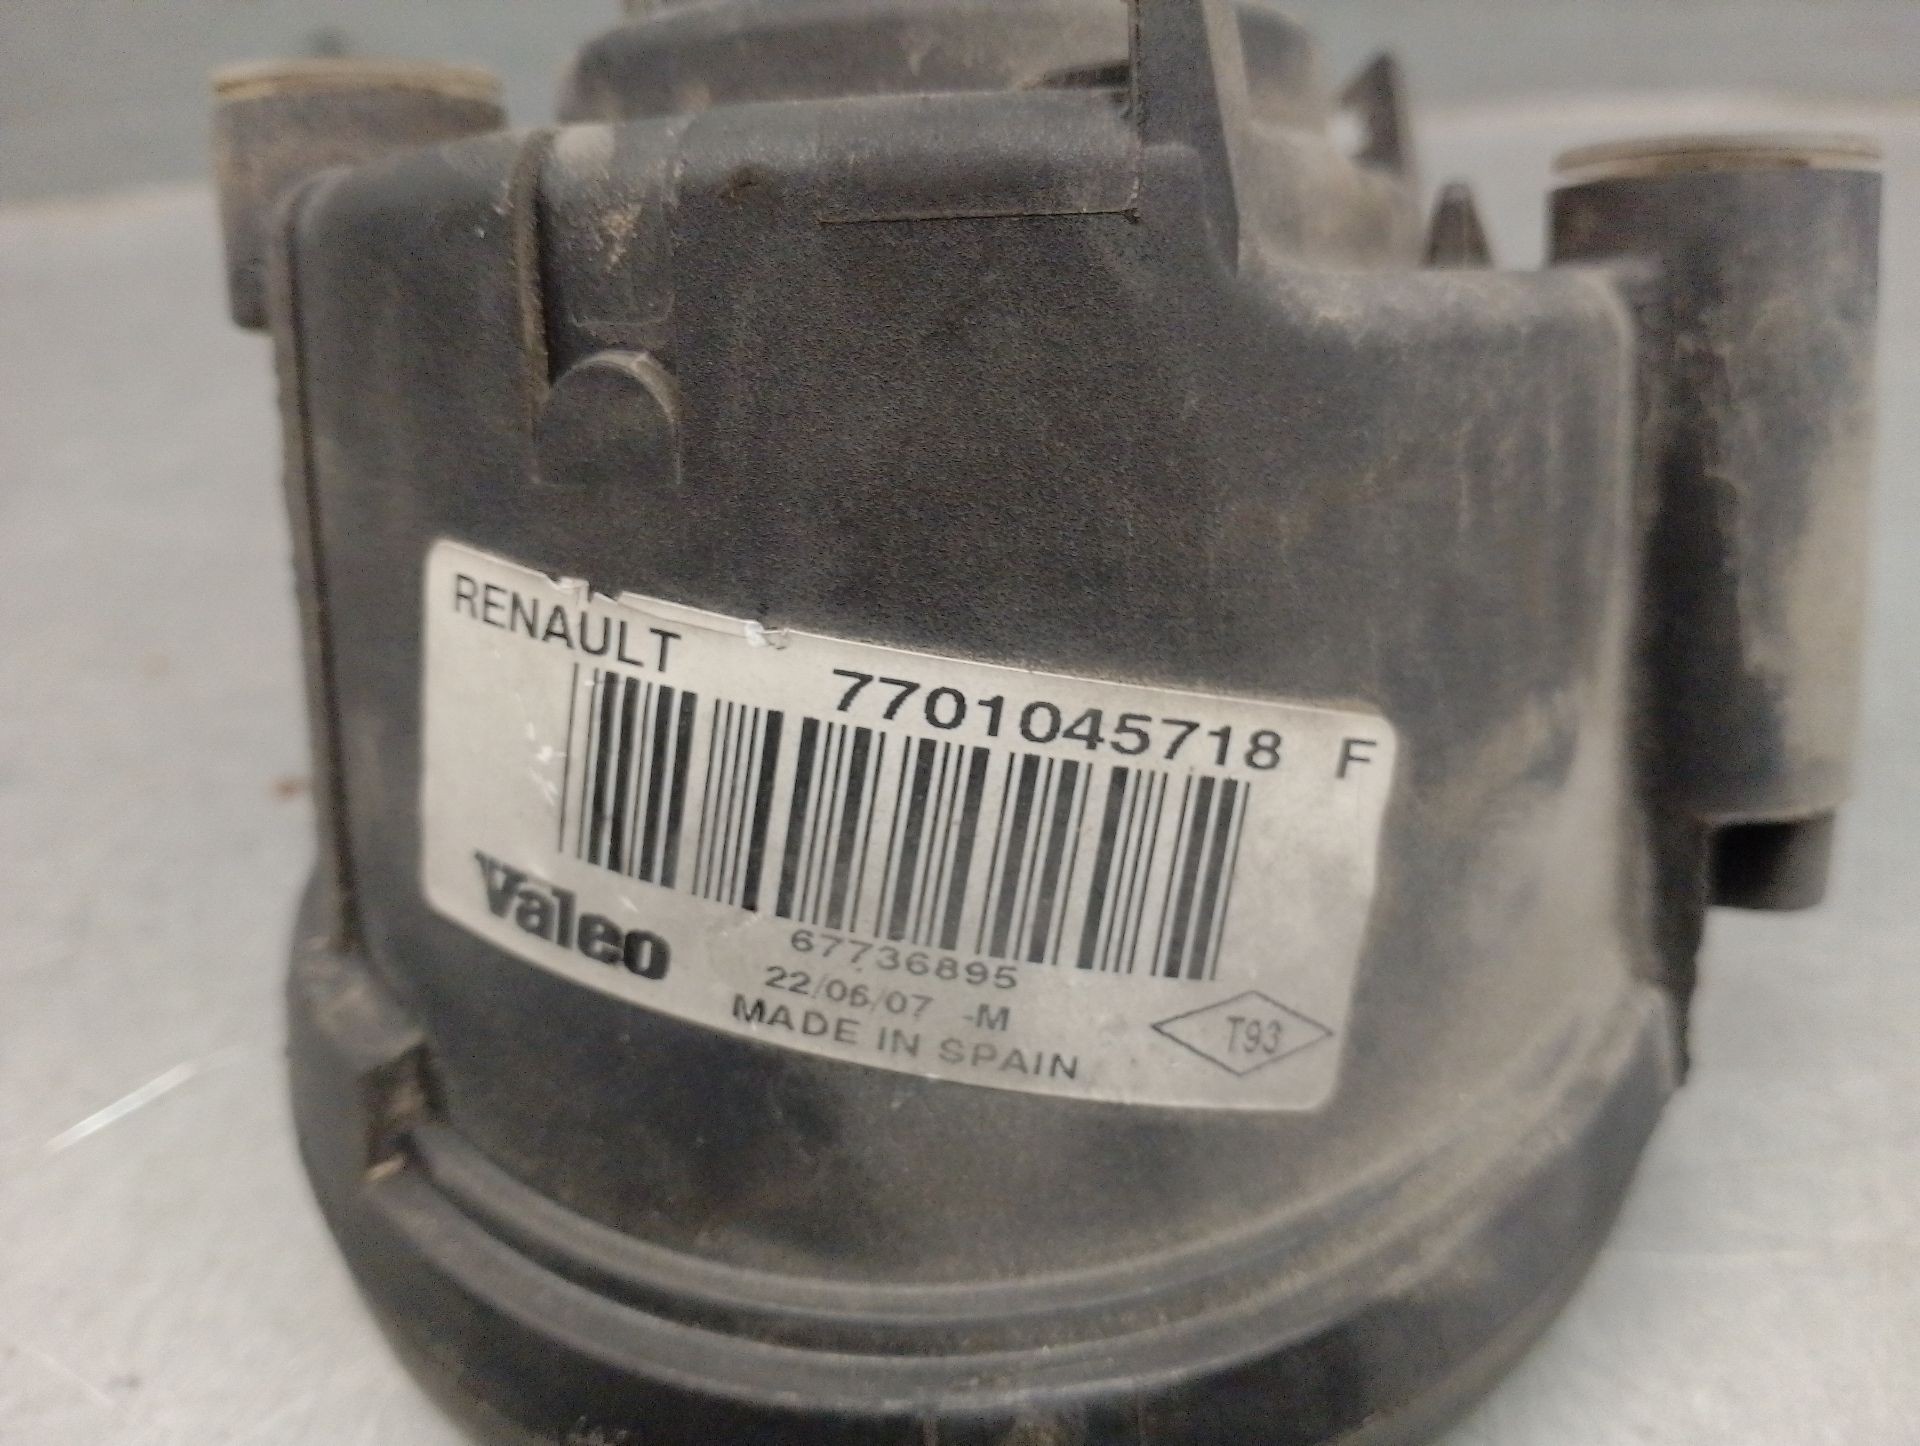 RENAULT
7701045718 F
Valeo
67736895
22/06/07 -M
MADE IN SPAIN
T93